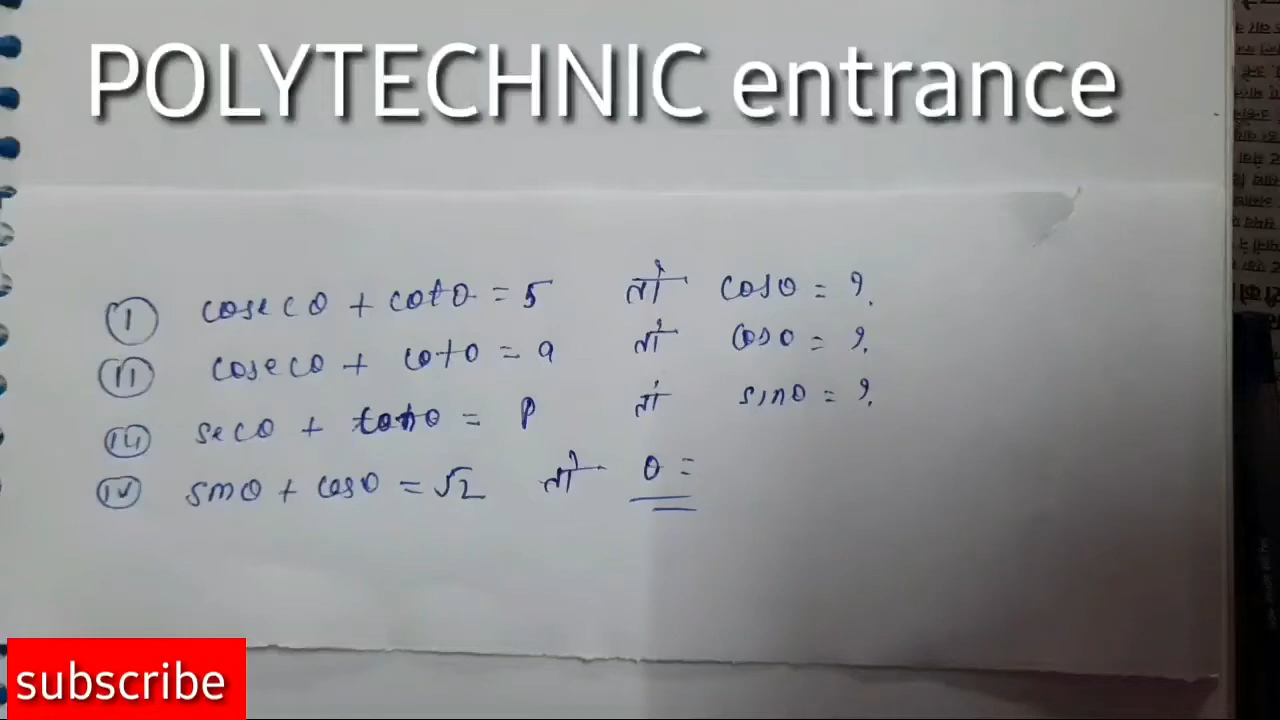 POLYTECHNIC entrance
(I) cosecθ + cotθ = 5 तो cosθ = ?
(II) cosecθ + cotθ = a तो cosθ = ?
(III) secθ + tanθ = p तो sinθ = ?
(IV) sinθ + cosθ = √2 तो θ =
subscribe